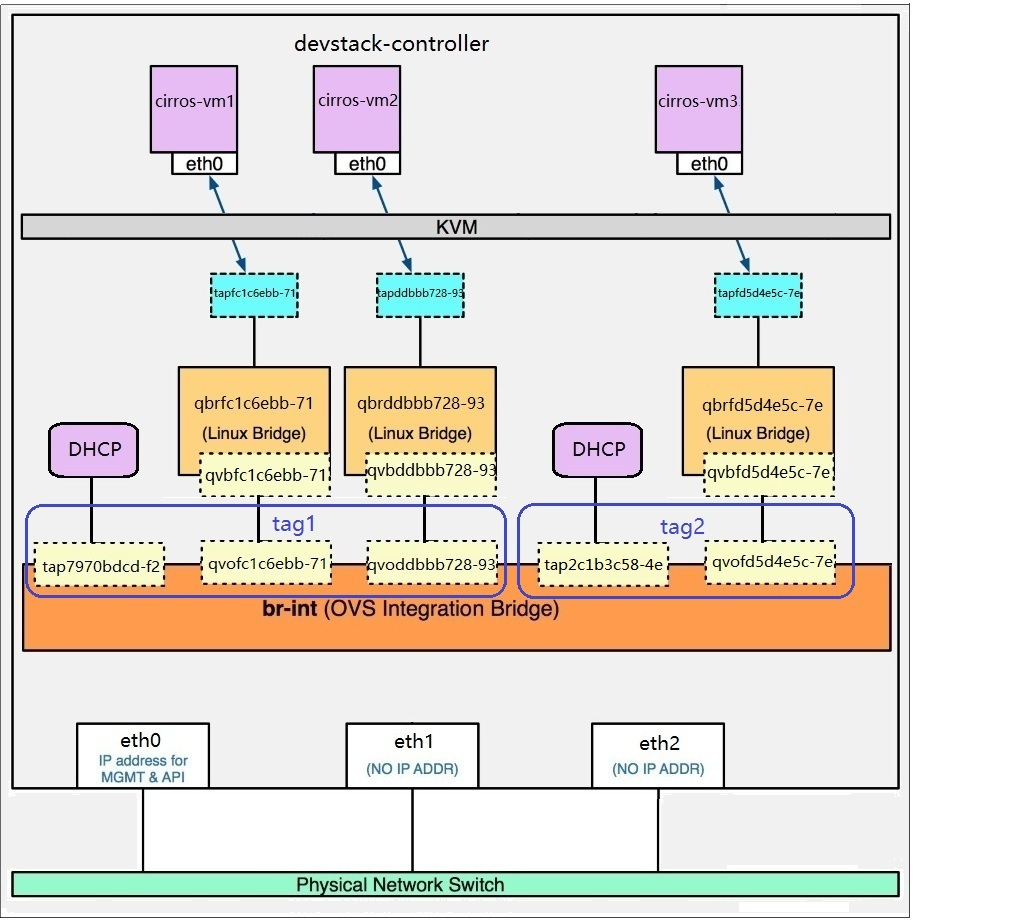 devstack-controller
cirros-vm1
cirros-vm2
cirros-vm3
eth0
eth0
eth0
KVM
tapfc1c6ebb-71
tapddbbb728-93
tapfd5d4e5c-7e
qbrfc1c6ebb-71
(Linux Bridge)
qbrddbbb728-93
(Linux Bridge)
qbrfd5d4e5c-7e
(Linux Bridge)
DHCP
DHCP
qvbfc1c6ebb-71
qvbddbbb728-93
qvbfd5d4e5c-7e
tag1
tag2
tap7970bdcd-f2
qvofc1c6ebb-71
qvoddbbb728-93
tap2c1b3c58-4e
qvofd5d4e5c-7e
br-int (OVS Integration Bridge)
eth0
IP address for
MGMT & API
eth1
(NO IP ADDR)
eth2
(NO IP ADDR)
Physical Network Switch